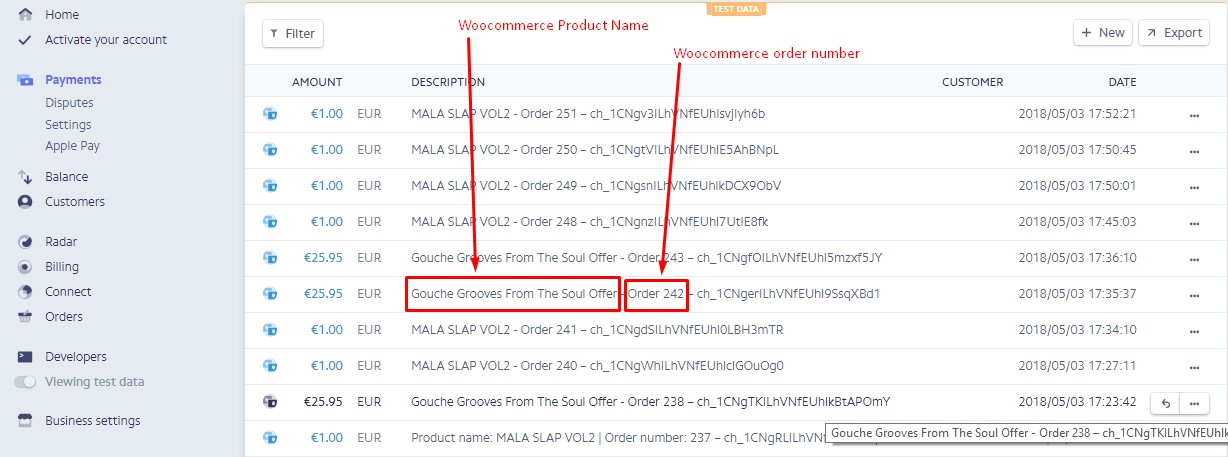 TEST DATA
Woocommerce Product Name
Woocommerce order number
Home
Activate your account
Payments
Disputes
Settings
Apple Pay
Balance
Customers
Radar
Billing
Connect
Orders
Developers
Viewing test data
Business settings
Filter
+ New
Export
AMOUNT DESCRIPTION CUSTOMER DATE
€1.00 EUR MALA SLAP VOL2 - Order 251 – ch_1CNgv3ILhVNfEUhIsvjIyh6b 2018/05/03 17:52:21
€1.00 EUR MALA SLAP VOL2 - Order 250 – ch_1CNgtVILhVNfEUhIE5AhBNpL 2018/05/03 17:50:45
€1.00 EUR MALA SLAP VOL2 - Order 249 – ch_1CNgsnILhVNfEUhIkDCX9ObV 2018/05/03 17:50:01
€1.00 EUR MALA SLAP VOL2 - Order 248 – ch_1CNgnzILhVNfEUhI7UtIE8fk 2018/05/03 17:45:03
€25.95 EUR Gouche Grooves From The Soul Offer - Order 243 – ch_1CNgfOILhVNfEUhI5mzxf5JY 2018/05/03 17:36:10
€25.95 EUR Gouche Grooves From The Soul Offer - Order 242 – ch_1CNgerILhVNfEUhI9SsqXBd1 2018/05/03 17:35:37
€1.00 EUR MALA SLAP VOL2 - Order 241 – ch_1CNgdSILhVNfEUhI0LBH3mTR 2018/05/03 17:34:10
€1.00 EUR MALA SLAP VOL2 - Order 240 – ch_1CNgWhILhVNfEUhIclGOuOg0 2018/05/03 17:27:11
€25.95 EUR Gouche Grooves From The Soul Offer - Order 238 – ch_1CNgTKILhVNfEUhIkBtAPOmY 2018/05/03 17:23:42
€1.00 EUR Product name: MALA SLAP VOL2 | Order number: 237 – ch_1CNgRLILhVNf
Gouche Grooves From The Soul Offer - Order 238 – ch_1CNgTKILhVNfEUhIk